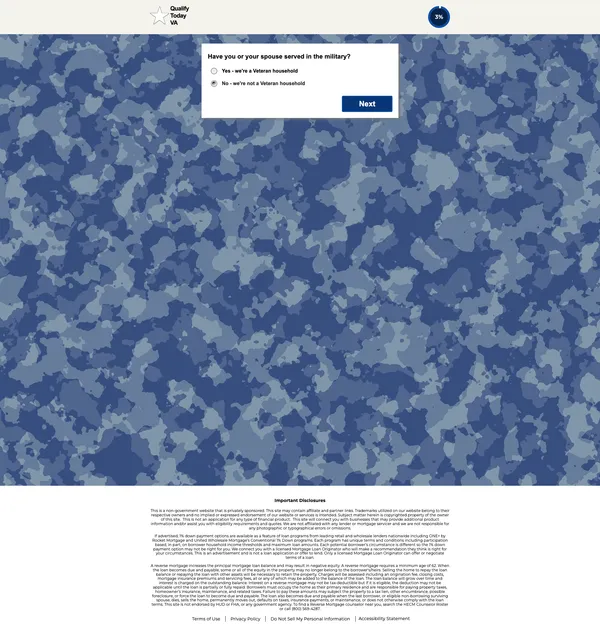 Qualify
Today
VA
3%
Have you or your spouse served in the military?
Yes - we're a Veteran household
No - we're not a Veteran household
Next
Important Disclosures
This is a non-government website that is privately sponsored. This site may contain affiliate and partner links. Trademarks utilized on our website belong to their
respective owners and no implied or expressed endorsement of our website or services is intended. Subject matter herein is copyrighted property of the owner
of this site. This is not an application for any type of financial product. This site will connect you with businesses that may provide additional product
information and/or assist you with eligibility requirements and quotes. We are not affiliated with any lender or mortgage servicer and we are not responsible for
any photographic or typographical errors or omissions.
If advertised, 1% down payment options are available as a feature of loan programs from leading retail and wholesale lenders nationwide including ONE+ by
Rocket Mortgage and United Wholesale Mortgage's Conventional 1% Down programs. Each program has unique terms and conditions including participation
based, in part, on borrower household income thresholds and maximum loan amounts. Each potential borrower's circumstance is different so the 1% down
payment option may not be right for you. We connect you with a licensed Mortgage Loan Originator who will make a recommendation they think is right for
your circumstances. This is an advertisement and is not a loan application or offer to lend. Only a licensed Mortgage Loan Originator can offer or negotiate
terms of a loan.
A reverse mortgage increases the principal mortgage loan balance and may result in negative equity. A reverse mortgage requires a minimum age of 62. When
the loan becomes due and payable, some or all of the equity in the property may no longer belong to the borrower/heirs. Selling the home to repay the loan
balance or repaying the loan with other assets will be necessary to retain the property. Charges will be assessed including an origination fee, closing costs,
mortgage insurance premiums and servicing fees, all or any of which may be added to the balance of the loan. The loan balance will grow over time and
interest is charged on the outstanding balance. Interest on a reverse mortgage may not be tax deductible but if it is eligible, the deduction may not be
applicable until the loan is partially or fully repaid. Borrowers must occupy the home as their primary residence and are responsible for paying property taxes,
homeowner's insurance, maintenance, and related taxes. Failure to pay these amounts may subject the property to a tax lien, other encumbrance, possible
foreclosure, or force the loan to become due and payable. The loan also becomes due and payable when the last borrower, or eligible non-borrowing surviving
spouse, dies, sells the home, permanently moves out, defaults on taxes, insurance payments, or maintenance, or does not otherwise comply with the loan
terms. This site is not endorsed by HUD or FHA, or any government agency. To find a Reverse Mortgage counselor near you, search the HECM Counselor Roster
or call (800) 569-4287.
Terms of Use | Privacy Policy | Do Not Sell My Personal Information | Accessibility Statement